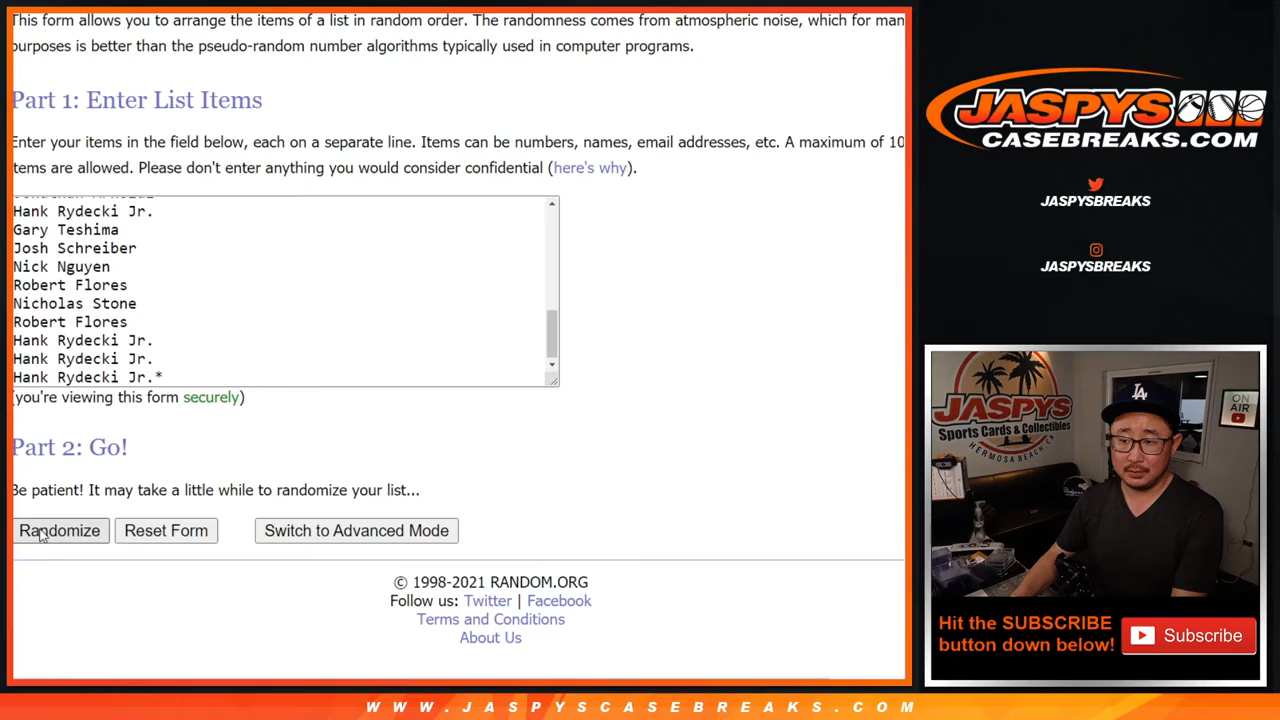 This form allows you to arrange the items of a list in random order. The randomness comes from atmospheric noise, which for man
purposes is better than the pseudo-random number algorithms typically used in computer programs.
Part 1: Enter List Items
Enter your items in the field below, each on a separate line. Items can be numbers, names, email addresses, etc. A maximum of 10
items are allowed. Please don't enter anything you would consider confidential (here's why).
Hank Rydecki Jr.
Gary Teshima
Josh Schreiber
Nick Nguyen
Robert Flores
Nicholas Stone
Robert Flores
Hank Rydecki Jr.
Hank Rydecki Jr.
Hank Rydecki Jr.*
(you're viewing this form securely)
Part 2: Go!
Be patient! It may take a little while to randomize your list...
Randomize Reset Form Switch to Advanced Mode
© 1998-2021 RANDOM.ORG
Follow us: Twitter | Facebook
Terms and Conditions
About Us
JASPYS
CASEBREAKS.COM
JASPYSBREAKS
JASPYSBREAKS
JASPYS
Sports Cards & Collectibles
HERMOSA BEACH, CA
LA
ON
AIR
Hit the SUBSCRIBE
button down below!
Subscribe
WWW.JASPYSCASEBREAKS.COM